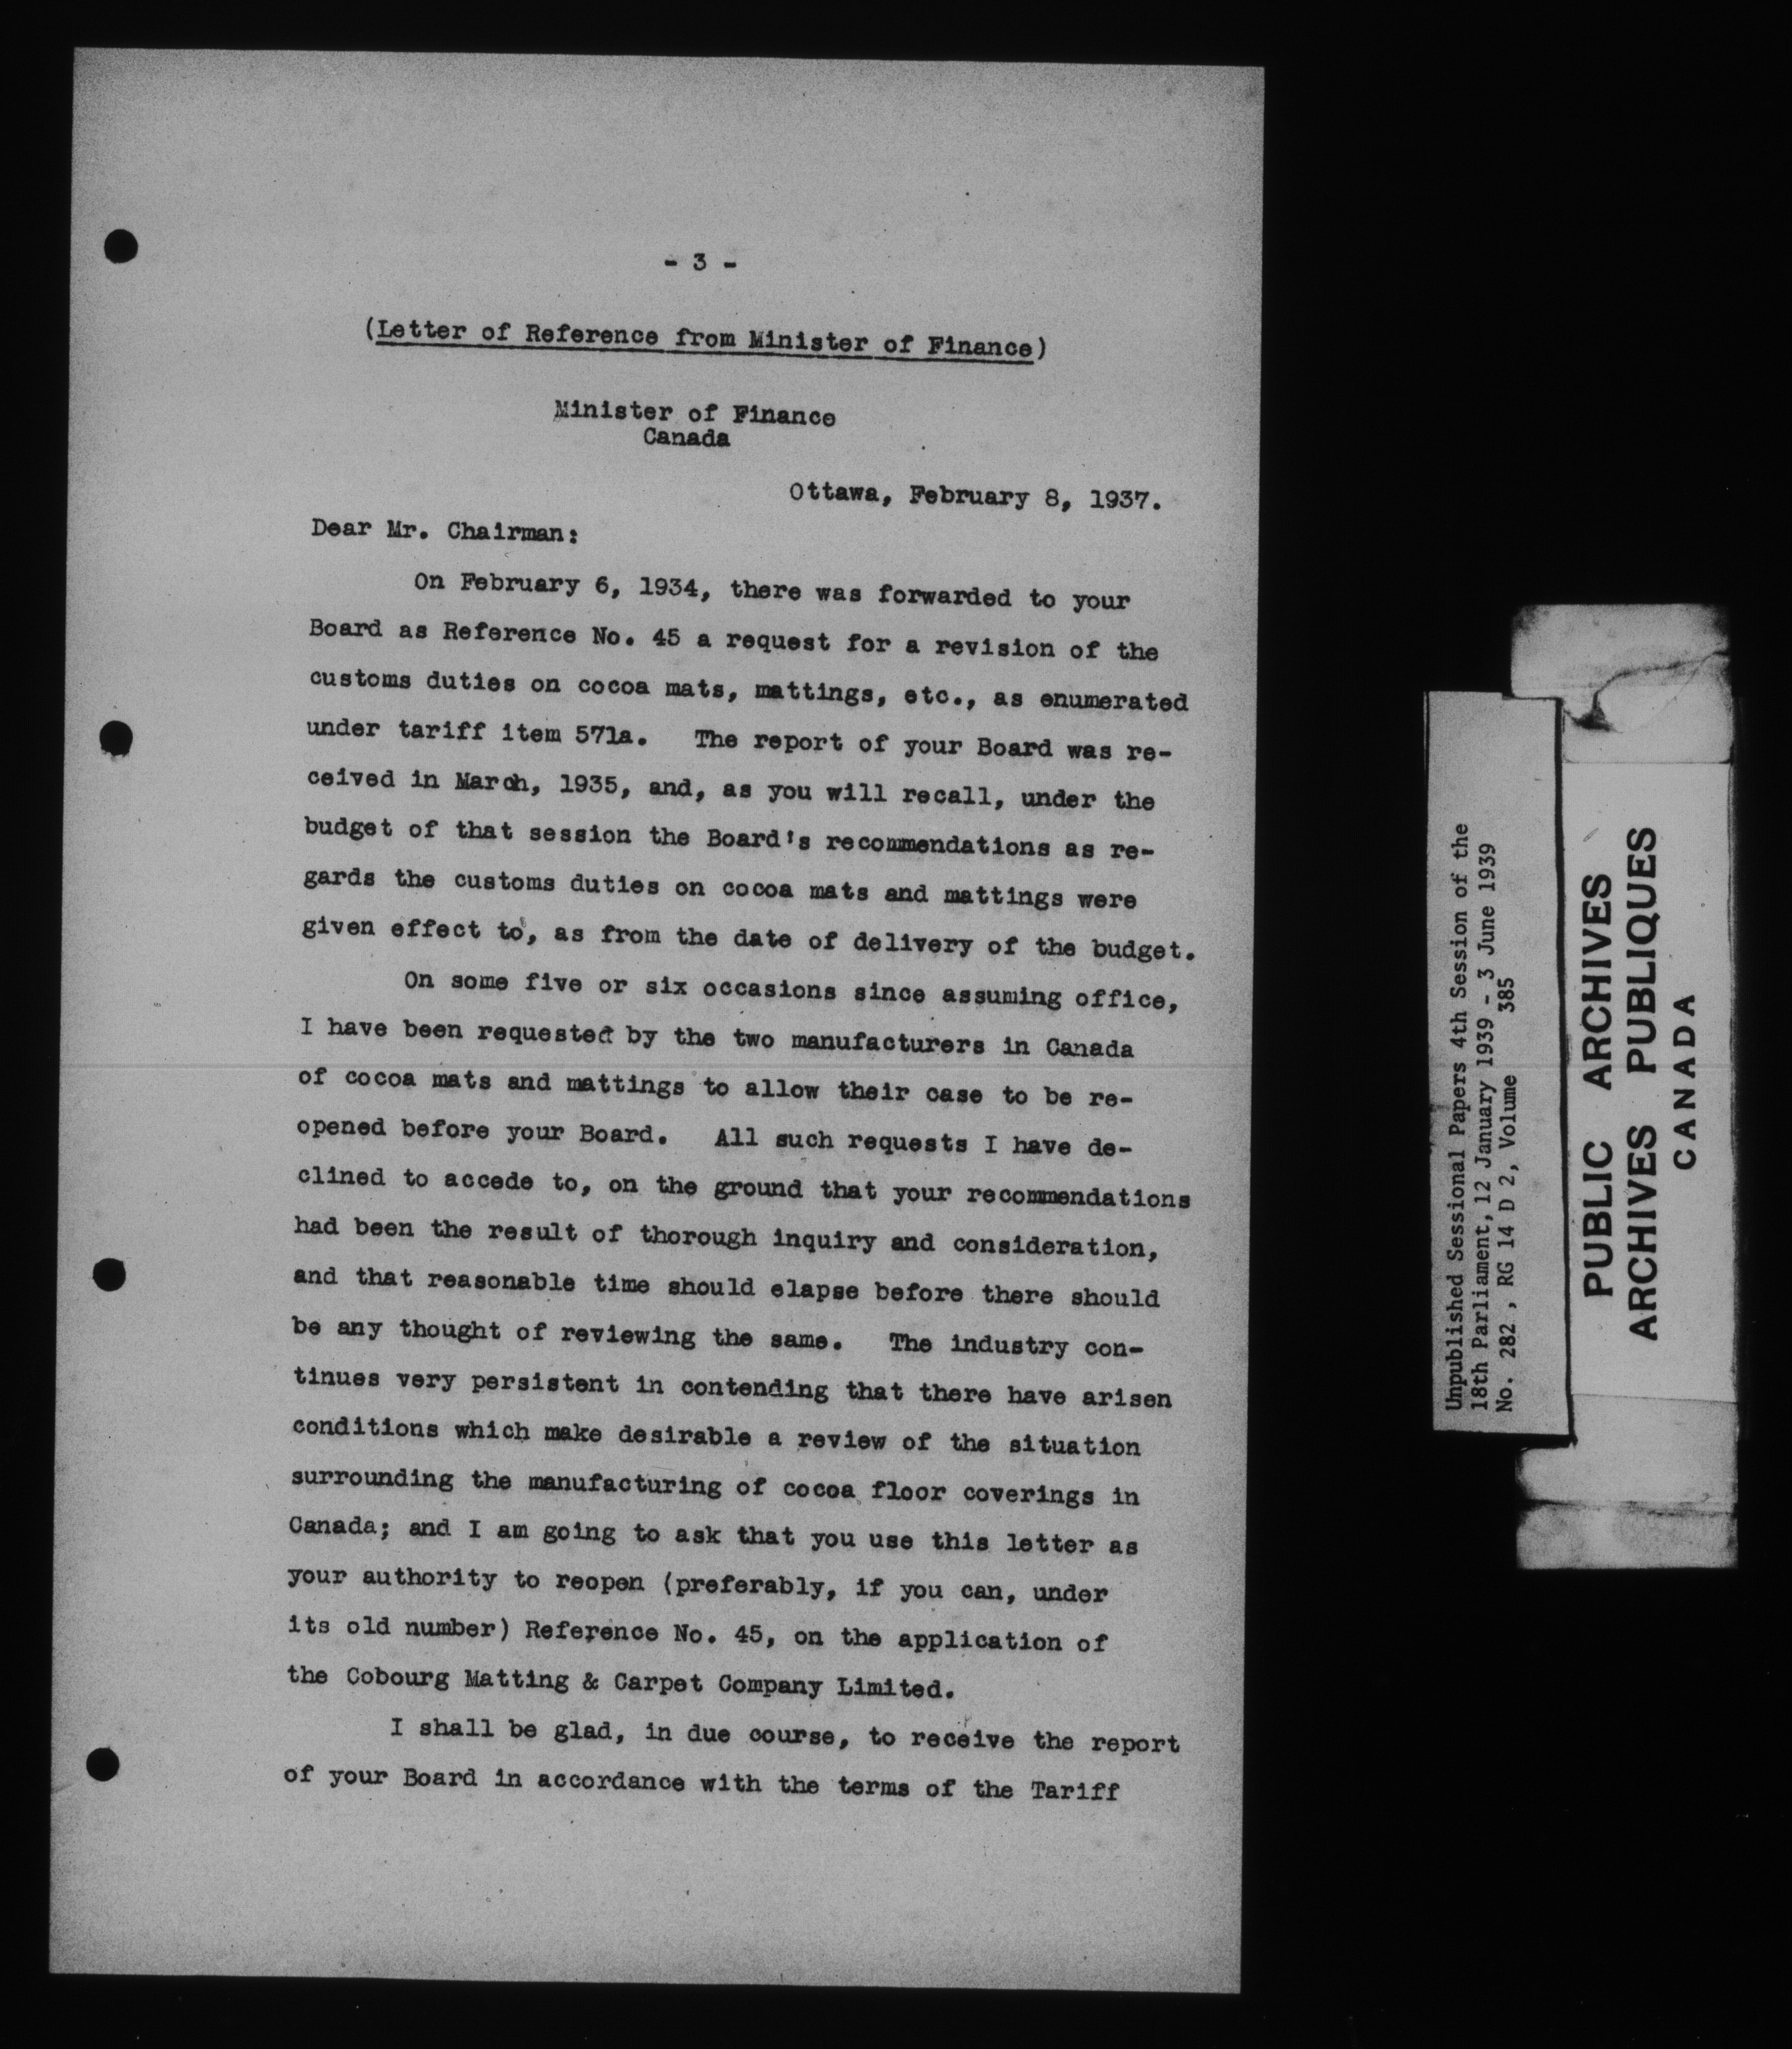 - 3 -
(Letter of Reference from Minister of Finance)
Minister of Finance
Canada
Ottawa, February 8, 1937.
Dear Mr. Chairman:
On February 6, 1934, there was forwarded to your
Board as Reference No. 45 a request for a revision of the
customs duties on cocoa mats, mattings, etc., as enumerated
under tariff item 571a. The report of your Board was re-
ceived in March, 1935, and, as you will recall, under the
budget of that session the Board's recommendations as re-
gards the customs duties on cocoa mats and mattings were
given effect to, as from the date of delivery of the budget.
On some five or six occasions since assuming office,
I have been requested by the two manufacturers in Canada
of cocoa mats and mattings to allow their case to be re-
opened before your Board. All such requests I have de-
clined to accede to, on the ground that your recommendations
had been the result of thorough inquiry and consideration,
and that reasonable time should elapse before there should
be any thought of reviewing the same. The industry con-
tinues very persistent in contending that there have arisen
conditions which make desirable a review of the situation
surrounding the manufacturing of cocoa floor coverings in
Canada; and I am going to ask that you use this letter as
your authority to reopen (preferably, if you can, under
its old number) Reference No. 45, on the application of
the Cobourg Matting & Carpet Company Limited.
I shall be glad, in due course, to receive the report
of your Board in accordance with the terms of the Tariff
Unpublished Sessional Papers 4th Session of the
18th Parliament, 12 January 1939 - 3 June 1939
No. 282, RG 14 D 2, Volume 385
PUBLIC ARCHIVES
ARCHIVES PUBLIQUES
CANADA